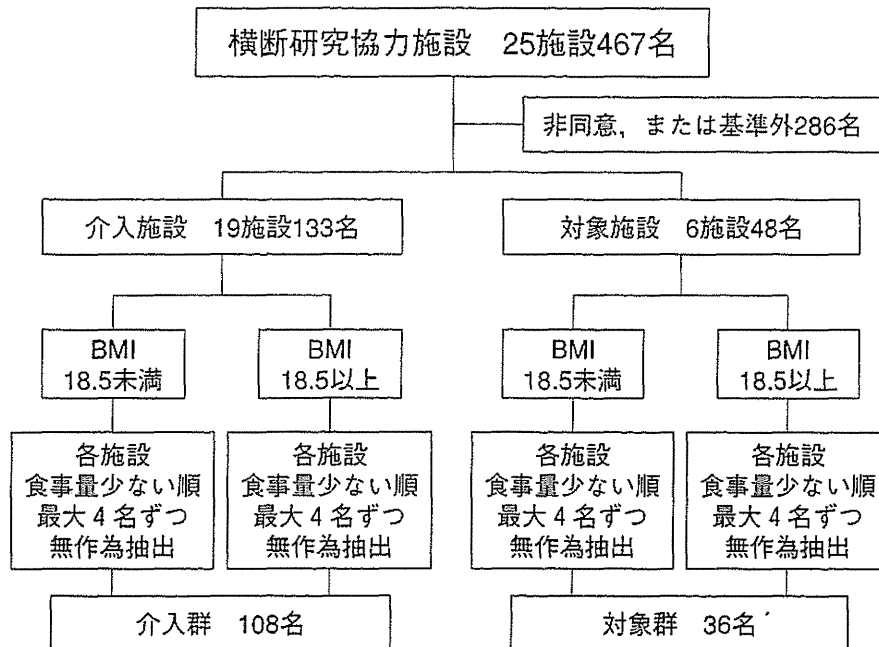 横断研究協力施設　25施設467名
非同意，または基準外286名
介入施設　19施設133名
対象施設　6施設48名
BMI
18.5未満
BMI
18.5以上
BMI
18.5未満
BMI
18.5以上
各施設
食事量少ない順
最大4名ずつ
無作為抽出
各施設
食事量少ない順
最大4名ずつ
無作為抽出
各施設
食事量少ない順
最大4名ずつ
無作為抽出
各施設
食事量少ない順
最大4名ずつ
無作為抽出
介入群　108名
対象群　36名